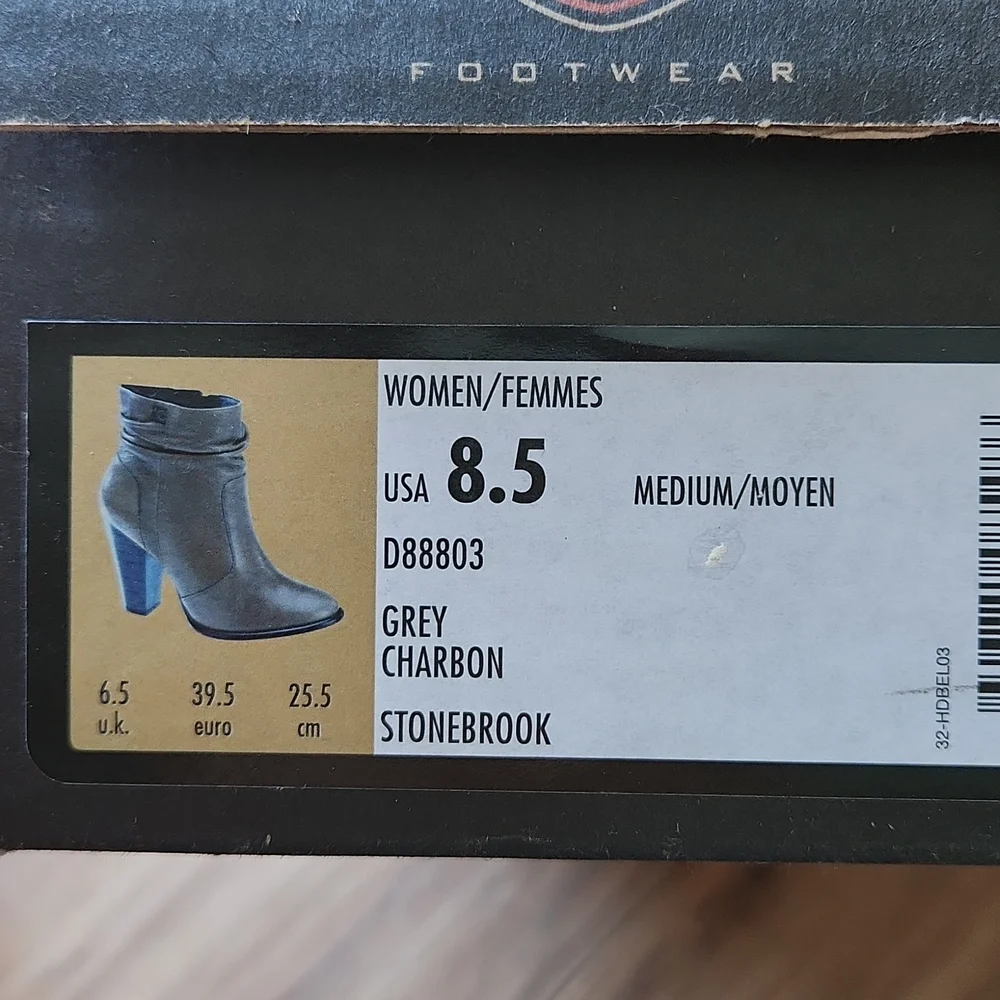 FOOTWEAR
WOMEN/FEMMES
USA 8.5 MEDIUM/MOYEN
D88803
GREY
CHARBON
STONEBROOK
6.5 39.5 25.5
u.k. euro cm
32-HDBEL03